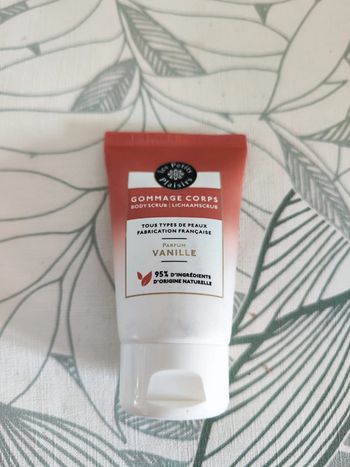 Les Petits
Plaisirs
GOMMAGE CORPS
BODY SCRUB | LICHAAMSCRUB
TOUS TYPES DE PEAUX
FABRICATION FRANÇAISE
PARFUM
VANILLE
95% D'INGRÉDIENTS
D'ORIGINE NATURELLE